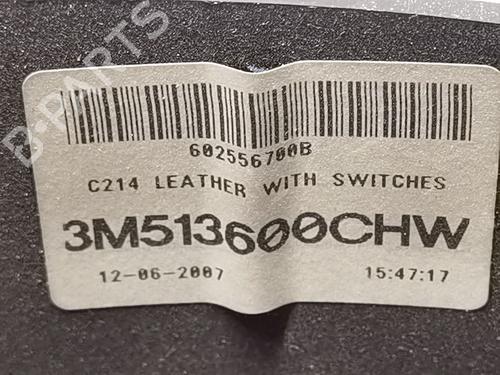 B-PARTS
602556700B
C214 LEATHER WITH SWITCHES
3M513600CHW
12-06-2007 15:47:17